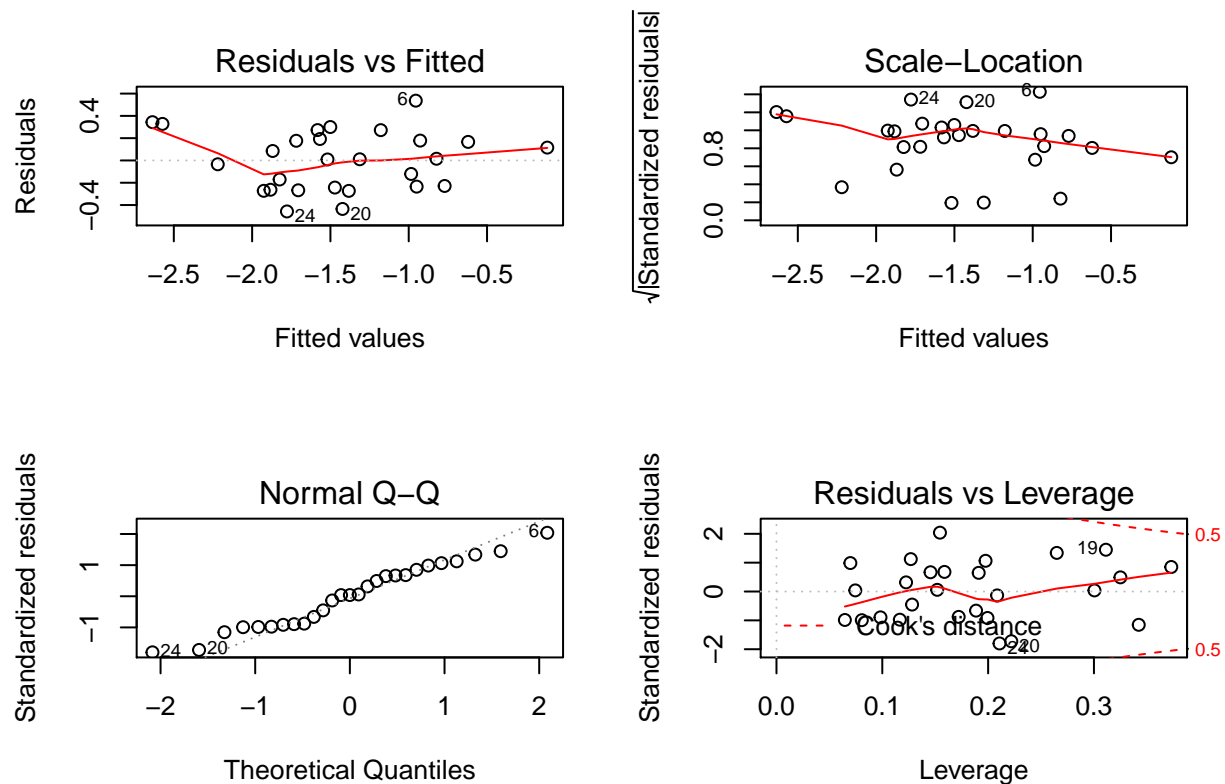 Residuals vs Fitted
Residuals
0.4
−0.4
6
24
20
−2.5 −2.0 −1.5 −1.0 −0.5
Fitted values
Scale−Location
√|Standardized residuals|
0.8
0.0
24
20
6
−2.5 −2.0 −1.5 −1.0 −0.5
Fitted values
Normal Q−Q
Standardized residuals
1
−1
6
24
20
−2 −1 0 1 2
Theoretical Quantiles
Residuals vs Leverage
Standardized residuals
2
0
−2
19
0.5
Cook's distance
24
20
0.5
0.0 0.1 0.2 0.3
Leverage